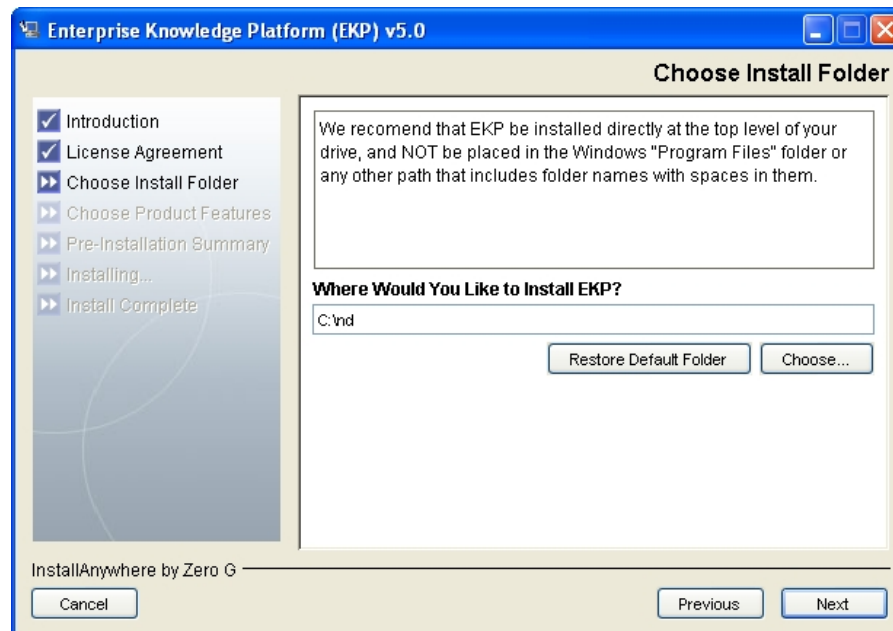 Enterprise Knowledge Platform (EKP) v5.0
Choose Install Folder
Introduction
License Agreement
Choose Install Folder
Choose Product Features
Pre-Installation Summary
Installing...
Install Complete
We recomend that EKP be installed directly at the top level of your
drive, and NOT be placed in the Windows "Program Files" folder or
any other path that includes folder names with spaces in them.
Where Would You Like to Install EKP?
C:\nd
Restore Default Folder
Choose...
InstallAnywhere by Zero G
Cancel
Previous
Next